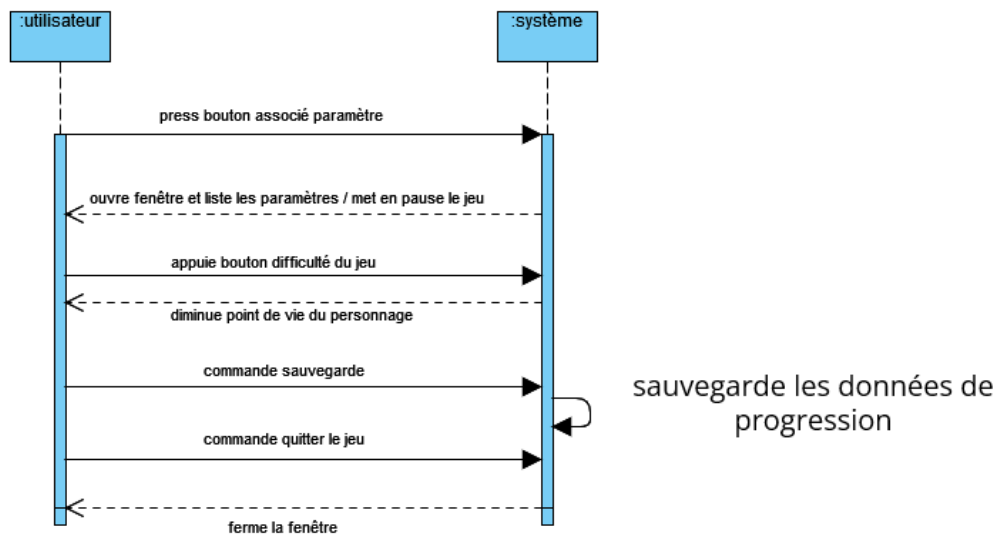 :utilisateur
:système
press bouton associé paramètre
ouvre fenêtre et liste les paramètres / met en pause le jeu
appuie bouton difficulté du jeu
diminue point de vie du personnage
commande sauvegarde
sauvegarde les données de
progression
commande quitter le jeu
ferme la fenêtre